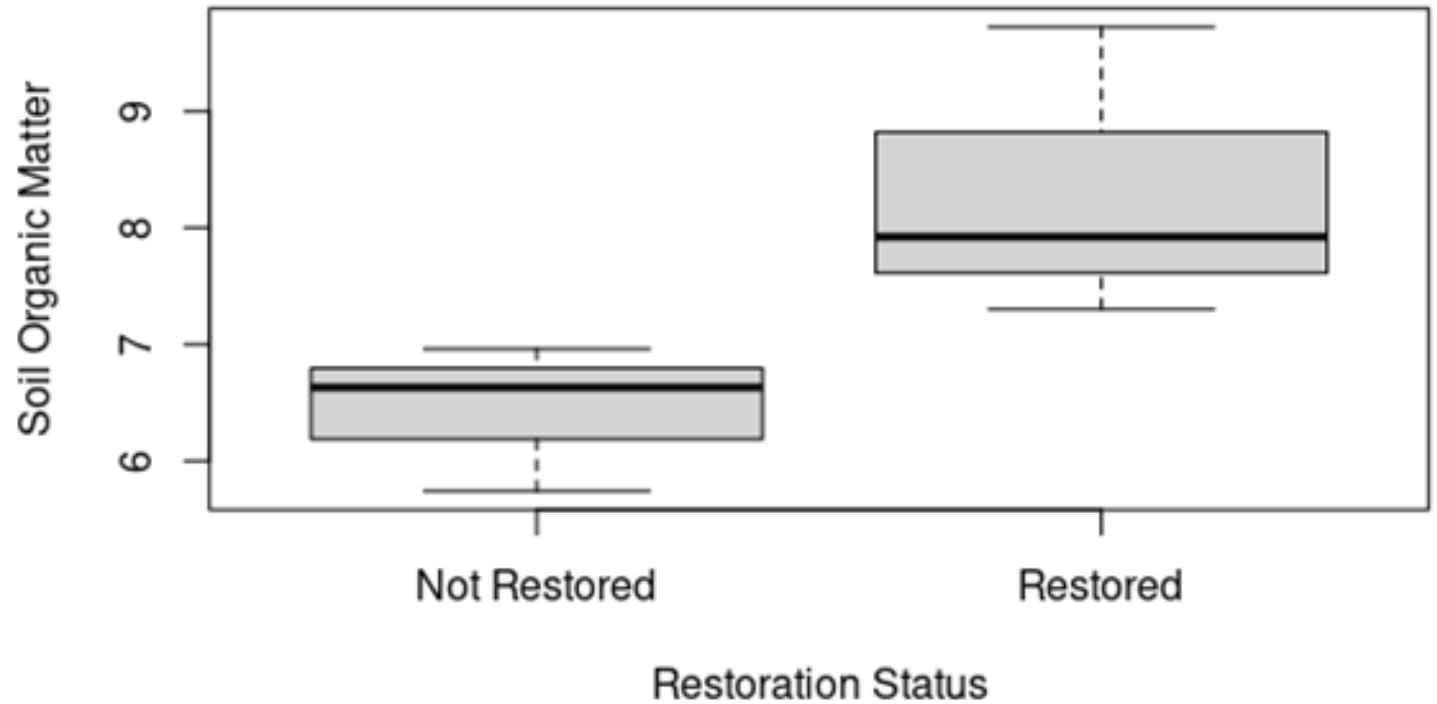 Soil Organic Matter
9
8
7
6
Not Restored Restored
Restoration Status